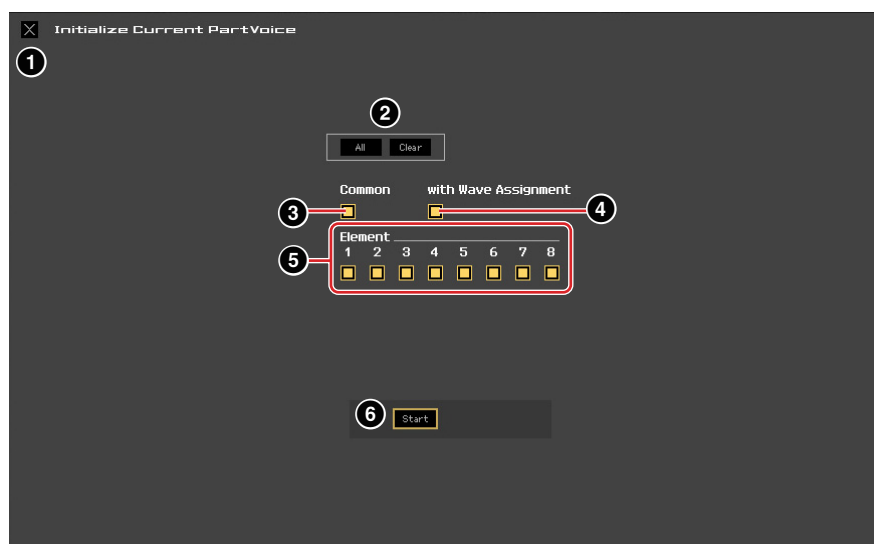 Initialize Current PartVoice
1
2
All Clear
Common with Wave Assignment
3
4
Element
5
1 2 3 4 5 6 7 8
6
Start